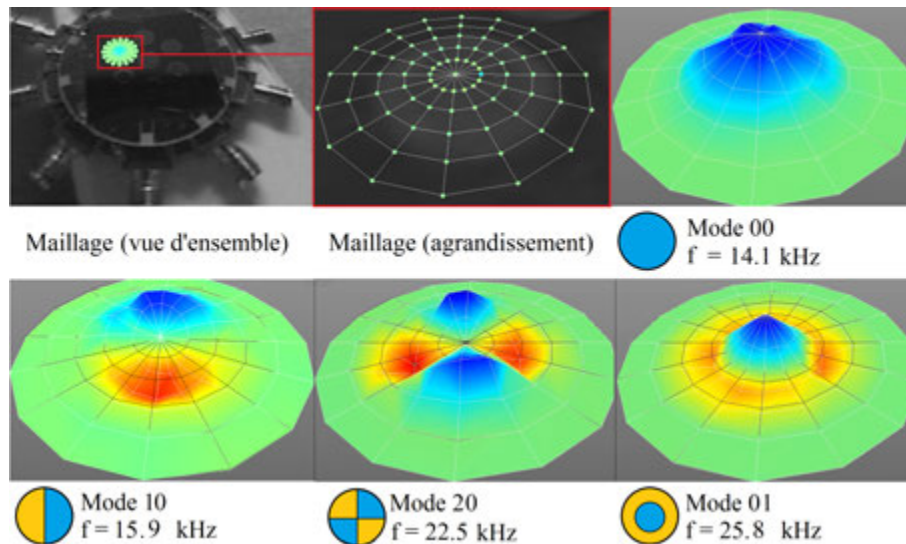 Maillage (vue d'ensemble)
Maillage (agrandissement)
Mode 00
f = 14.1 kHz
Mode 10
f = 15.9 kHz
Mode 20
f = 22.5 kHz
Mode 01
f = 25.8 kHz